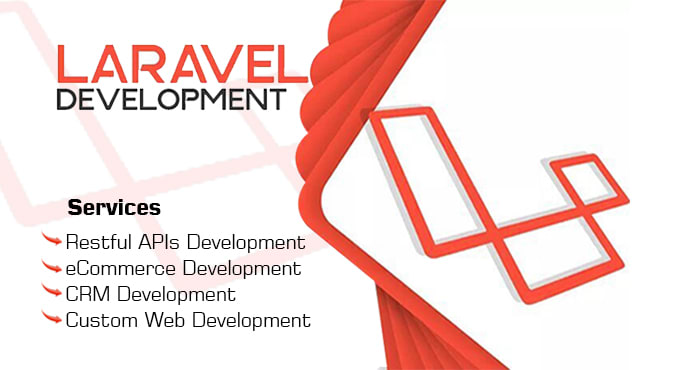 LARAVEL
DEVELOPMENT
Services
Restful APIs Development
eCommerce Development
CRM Development
Custom Web Development